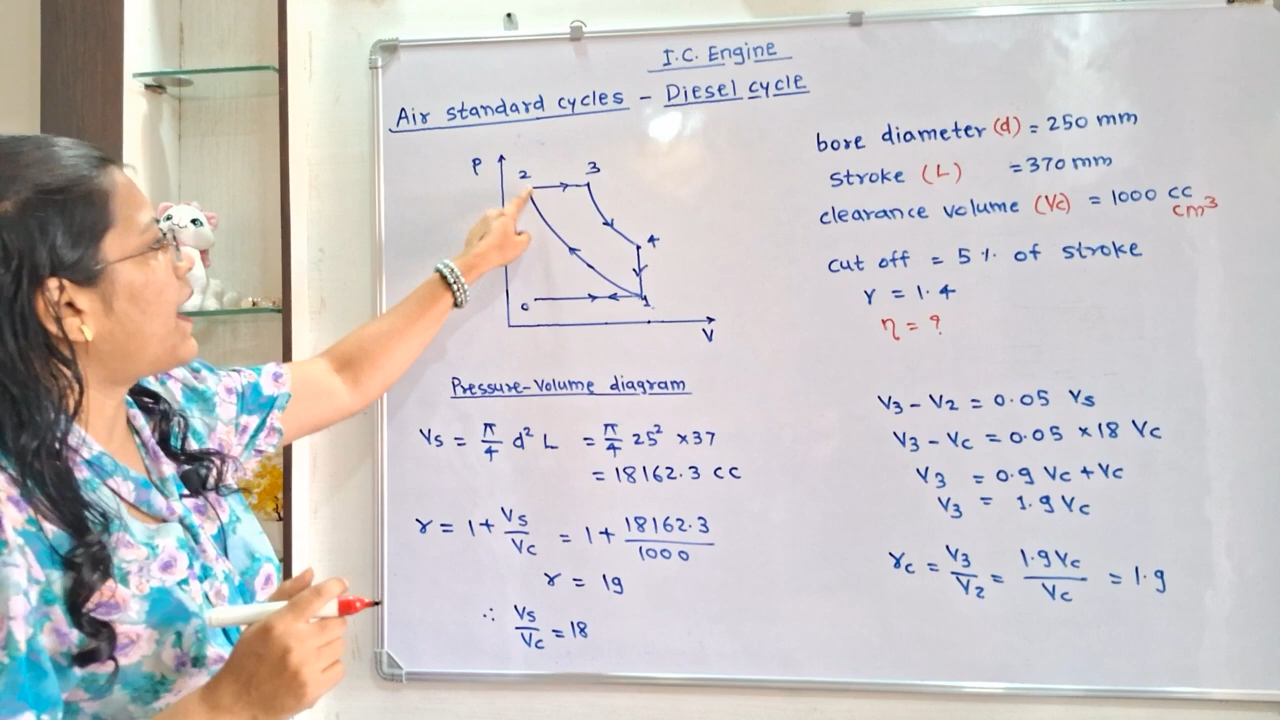 I.C. Engine
Air standard cycles - Diesel cycle
P
2
3
4
0
1
V
Pressure-Volume diagram
Vs = π/4 d² L = π/4 25² ×37
= 18162.3 cc
r = 1+ Vs/Vc = 1+ 18162.3/1000
r = 19
∴ Vs/Vc = 18
bore diameter (d) = 250 mm
stroke (L) = 370 mm
clearance volume (Vc) = 1000 cc
cm³
cut off = 5 % of stroke
γ = 1.4
η = ?
V3 - V2 = 0.05 Vs
V3 - Vc = 0.05 × 18 Vc
V3 = 0.9 Vc + Vc
V3 = 1.9 Vc
rc = V3/V2 = 1.9 Vc/Vc = 1.9